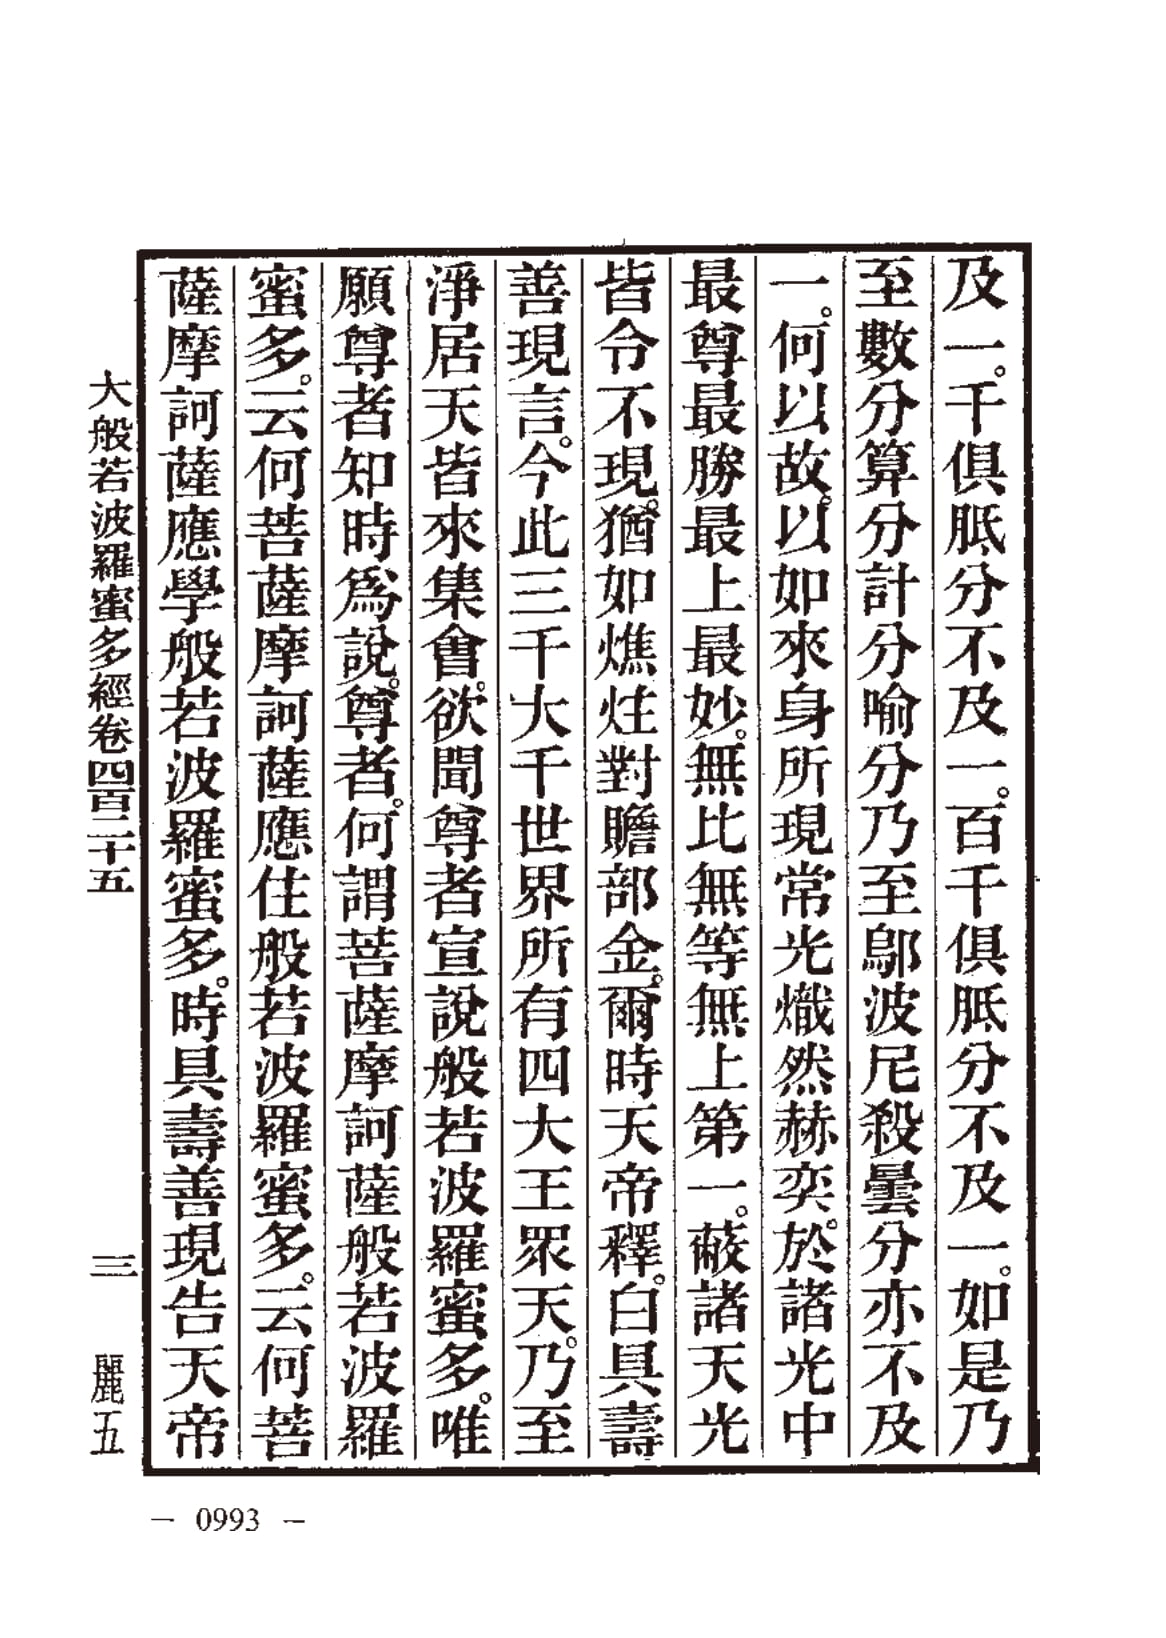 及一。千俱胝分不及一。百千俱胝分不及一。如是乃
至數分算分計分喻分乃至鄔波尼殺曇分亦不及
一。何以故。以如來身所現常光熾然赫奕。於諸光中
最尊最勝最上最妙。無比無等無上第一。蔽諸天光
皆令不現。猶如燋炷對贍部金。爾時天帝釋。白具壽
善現言。今此三千大千世界所有四大王眾天。乃至
淨居天皆來集會。欲聞尊者宣說般若波羅蜜多。唯
願尊者知時為說。尊者。何謂菩薩摩訶薩般若波羅
蜜多。云何菩薩摩訶薩應住般若波羅蜜多。云何菩
薩摩訶薩應學般若波羅蜜多。時具壽善現告天帝
大般若波羅蜜多經卷四百二十五 三 麗五
— 0993 —